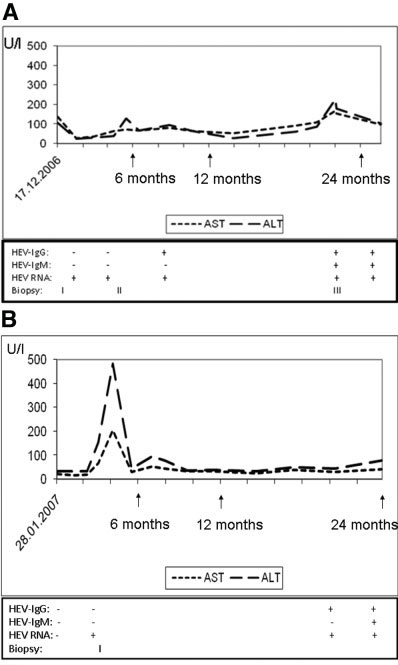 A
U/I
500
400
300
200
100
0
17.12.2006
6 months
12 months
24 months
AST ALT
HEV-IgG: - - + + +
HEV-IgM: - - - + +
HEV RNA: + + + + +
Biopsy: I II III
B
U/I
500
400
300
200
100
0
28.01.2007
6 months
12 months
24 months
AST ALT
HEV-IgG: - - + +
HEV-IgM: - - - +
HEV RNA: - + + +
Biopsy: I